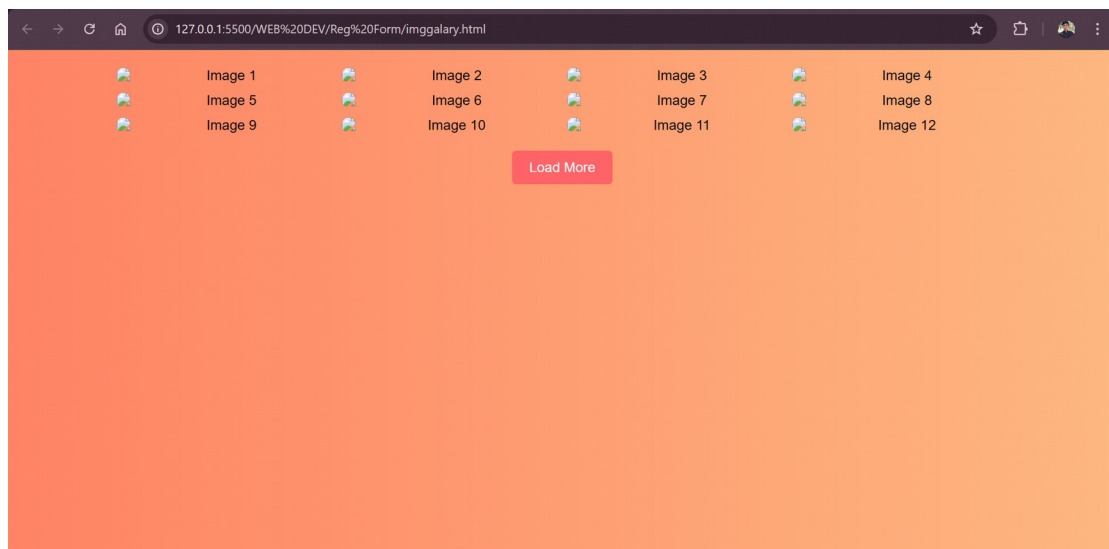 127.0.0.1:5500/WEB%20DEV/Reg%20Form/imggalary.html
Image 1 Image 2 Image 3 Image 4
Image 5 Image 6 Image 7 Image 8
Image 9 Image 10 Image 11 Image 12
Load More